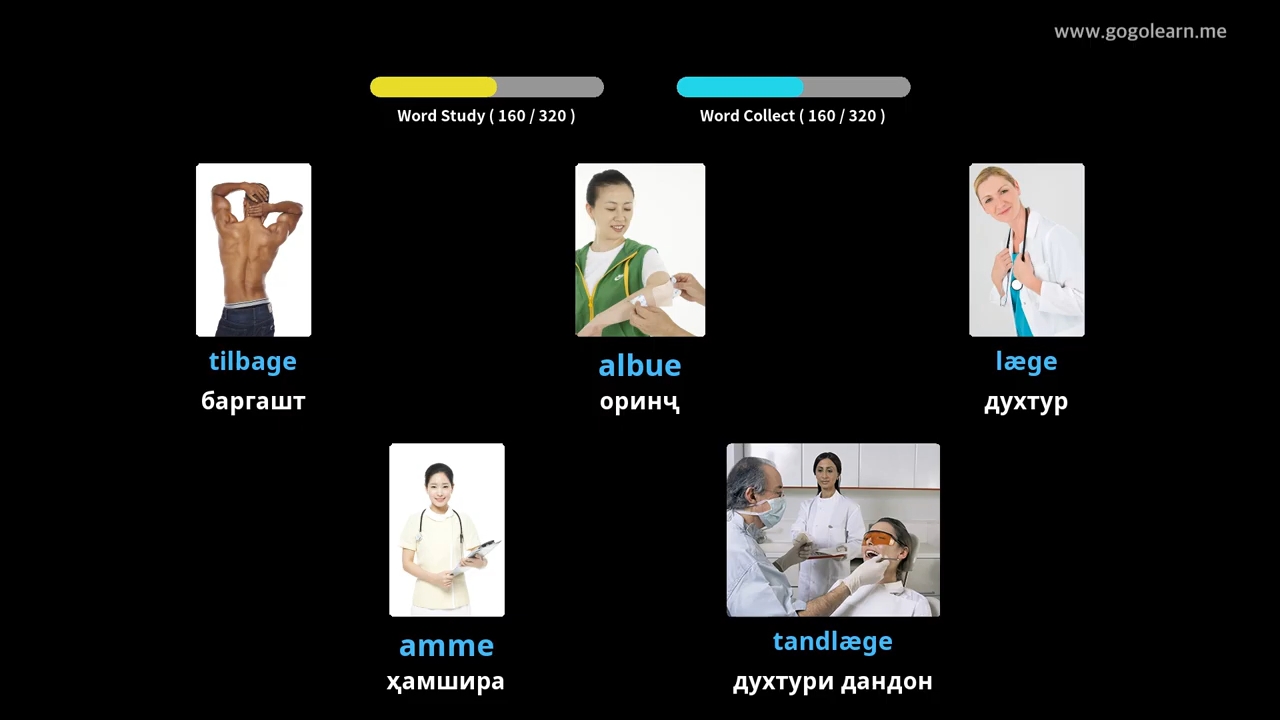 www.gogolearn.me
Word Study ( 160 / 320 )
Word Collect ( 160 / 320 )
tilbage
баргашт
albue
оринҷ
læge
духтур
amme
ҳамшира
tandlæge
духтури дандон